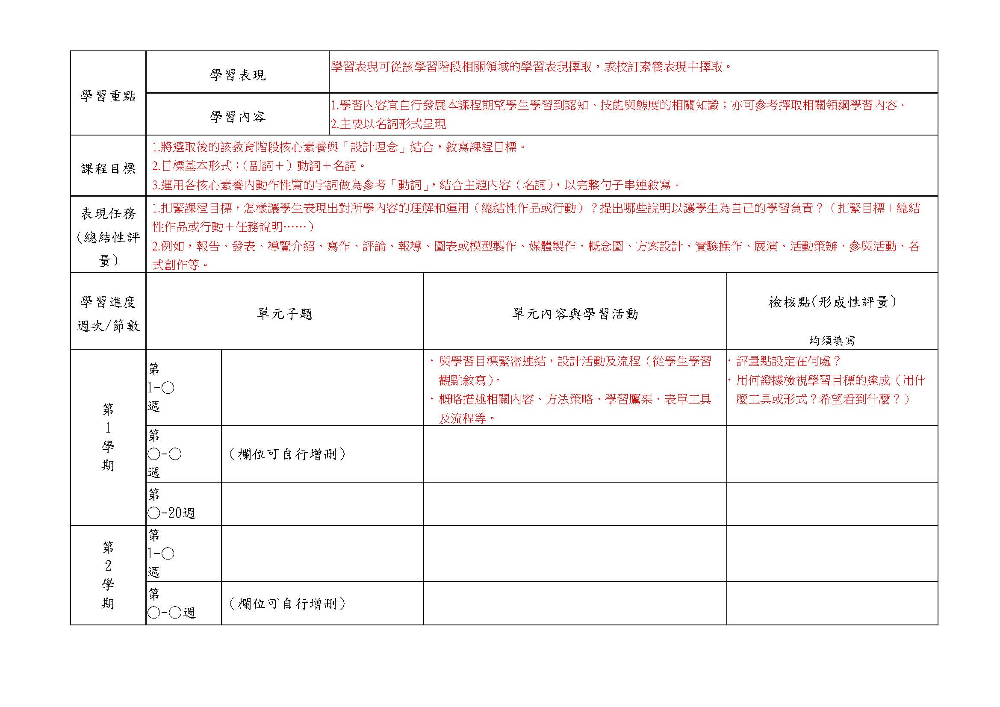 學習重點
學習表現
學習表現可從該學習階段相關領域的學習表現擇取，或校訂素養表現中擇取。
學習內容
1.學習內容宜自行發展本課程期望學生學習到認知、技能與態度的相關知識；亦可參考擇取相關領綱學習內容。
2.主要以名詞形式呈現
課程目標
1.將選取後的該教育階段核心素養與「設計理念」結合，敘寫課程目標。
2.目標基本形式：（副詞＋）動詞＋名詞。
3.運用各核心素養內動作性質的字詞做為參考「動詞」，結合主題內容（名詞），以完整句子串連敘寫。
表現任務
（總結性評
量）
1.扣緊課程目標，怎樣讓學生表現出對所學內容的理解和運用（總結性作品或行動）？提出哪些說明以讓學生為自己的學習負責？（扣緊目標＋總結
性作品或行動＋任務說明⋯⋯）
2.例如，報告、發表、導覽介紹、寫作、評論、報導、圖表或模型製作、媒體製作、概念圖、方案設計、實驗操作、展演、活動策辦、參與活動、各
式創作等。
學習進度
週次/節數
單元子題
單元內容與學習活動
檢核點(形成性評量)
均須填寫
第
1
學
期
第
1-○
週
‧與學習目標緊密連結，設計活動及流程（從學生學習
觀點敘寫）。
‧概略描述相關內容、方法策略、學習鷹架、表單工具
及流程等。
‧評量點設定在何處？
‧用何證據檢視學習目標的達成（用什
麼工具或形式？希望看到什麼？）
第
○-○
週
（欄位可自行增刪）
第
○-20週
第
2
學
期
第
1-○
週
第
○-○週
（欄位可自行增刪）